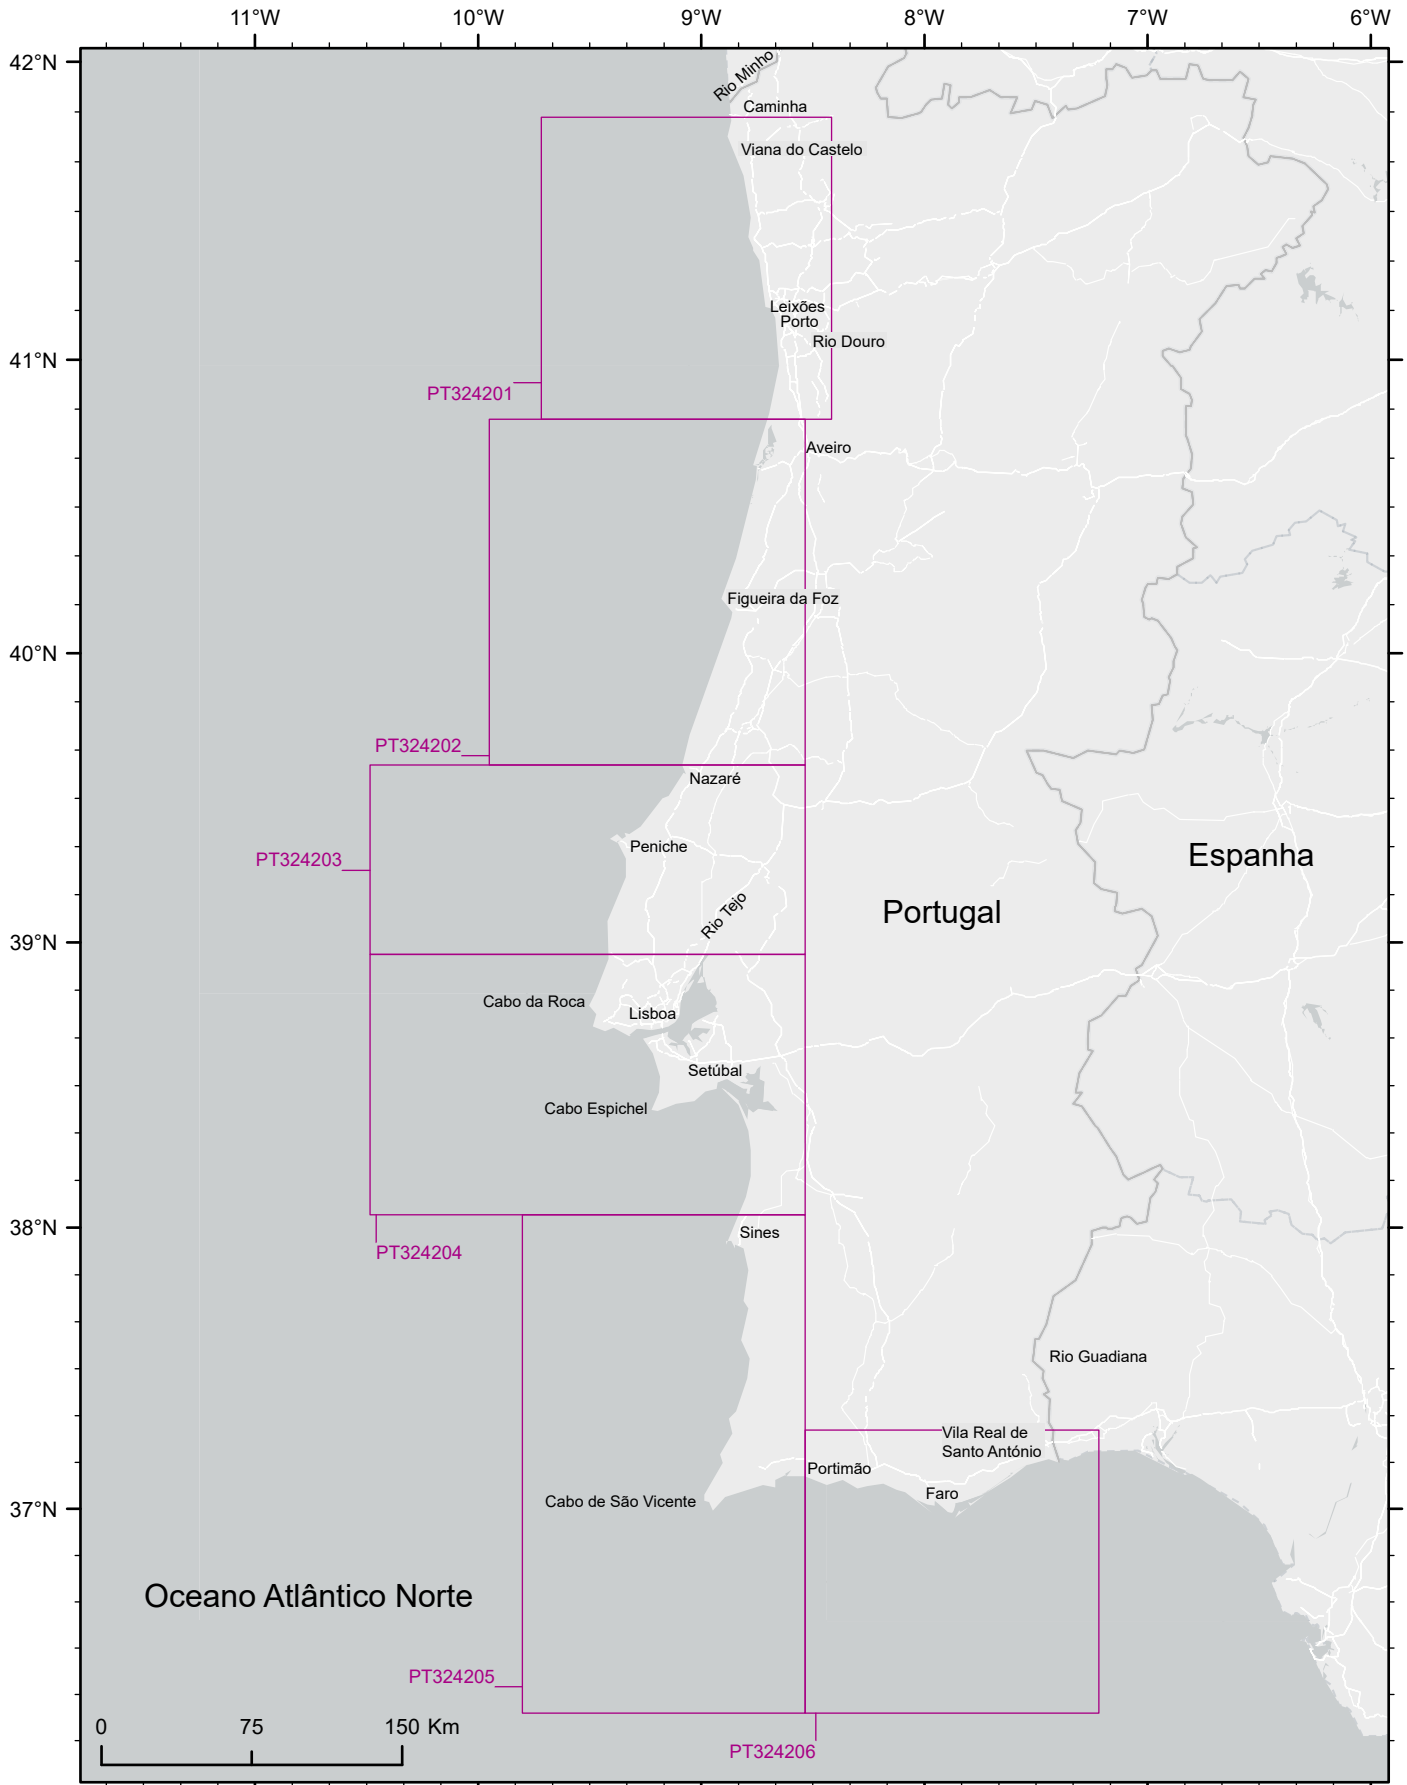 11°W
10°W
9°W
8°W
7°W
6°W
42°N
Rio Minho
Caminha
Viana do Castelo
Leixões
Porto
Rio Douro
41°N
PT324201
Aveiro
Figueira da Foz
40°N
PT324202
Nazaré
Peniche
PT324203
Espanha
Portugal
Rio Tejo
39°N
Cabo da Roca
Lisboa
Setúbal
Cabo Espichel
38°N
Sines
PT324204
Rio Guadiana
Vila Real de
Santo António
Portimão
Faro
37°N
Cabo de São Vicente
Oceano Atlântico Norte
PT324205
0
75
150 Km
PT324206